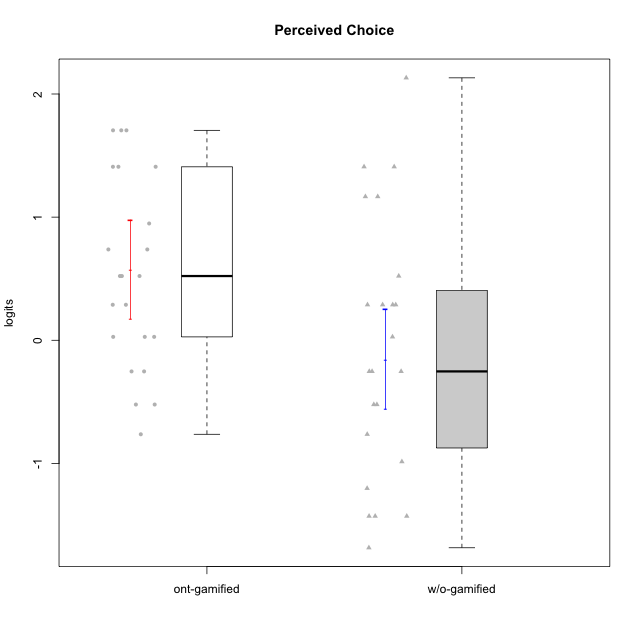 Perceived Choice
logits
2
1
0
-1
ont-gamified
w/o-gamified